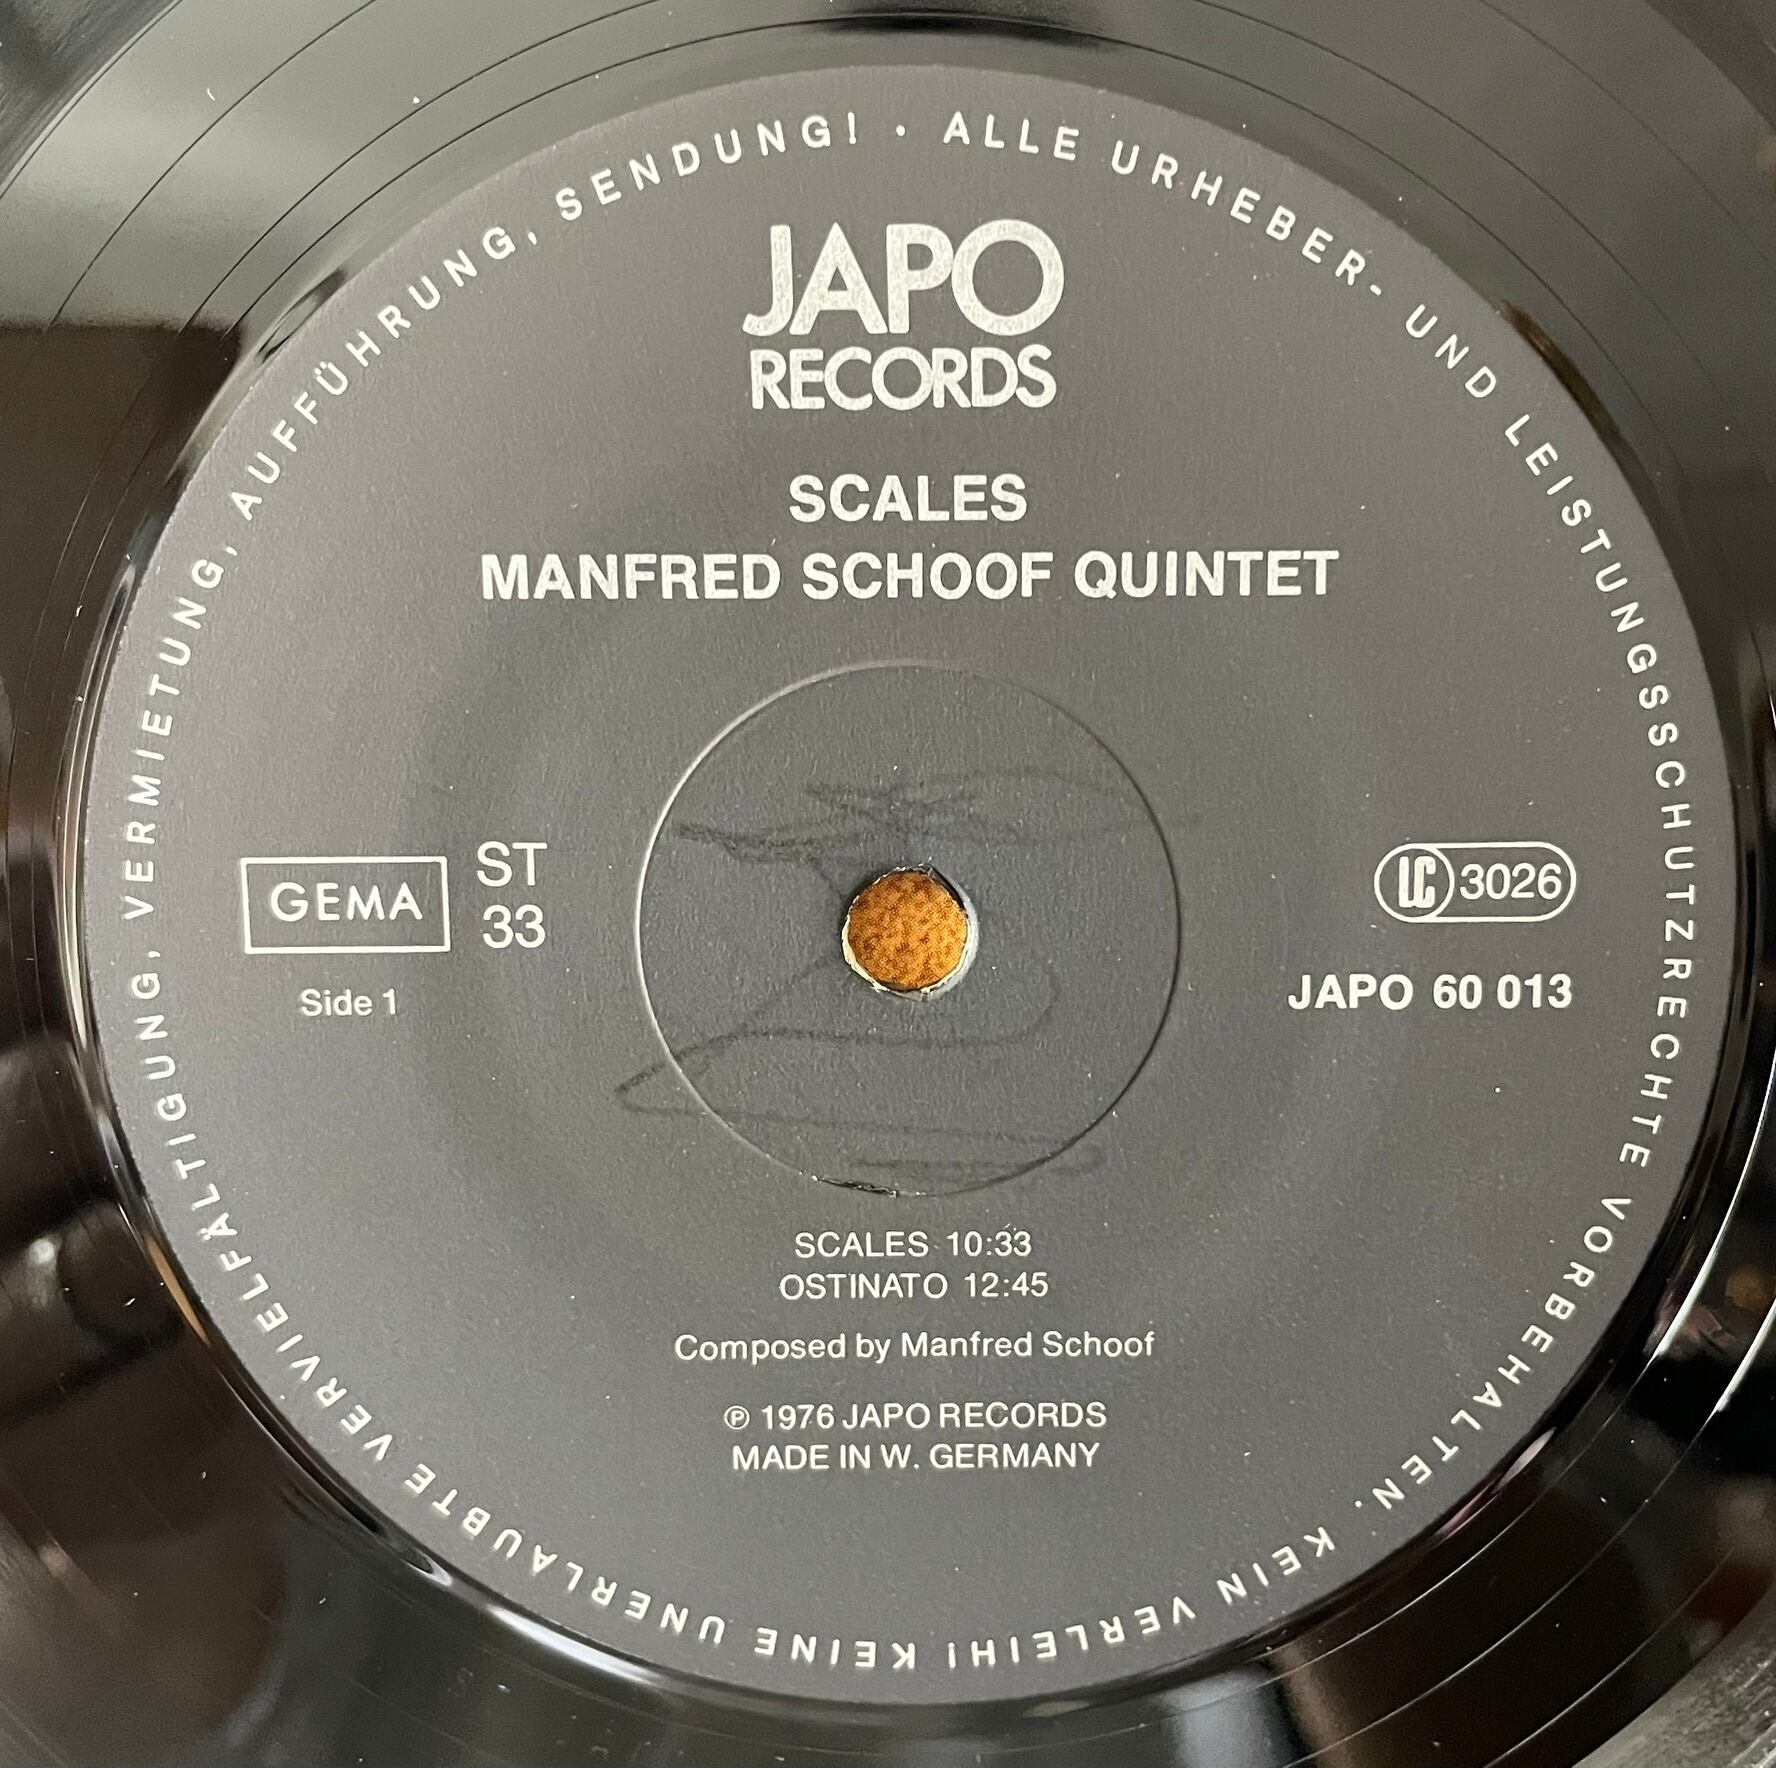 ALLE URHEBER- UND LEISTUNGSSCHUTZRECHTE VORBEHALTEN. KEIN VERLEIH! KEINE UNERLAUBTE VERVIELFÄLTIGUNG, VERMIETUNG, AUFFÜHRUNG, SENDUNG! •
JAPO
RECORDS
SCALES
MANFRED SCHOOF QUINTET
GEMA
ST
33
Side 1
LC 3026
JAPO 60 013
SCALES 10:33
OSTINATO 12:45
Composed by Manfred Schoof
℗ 1976 JAPO RECORDS
MADE IN W. GERMANY